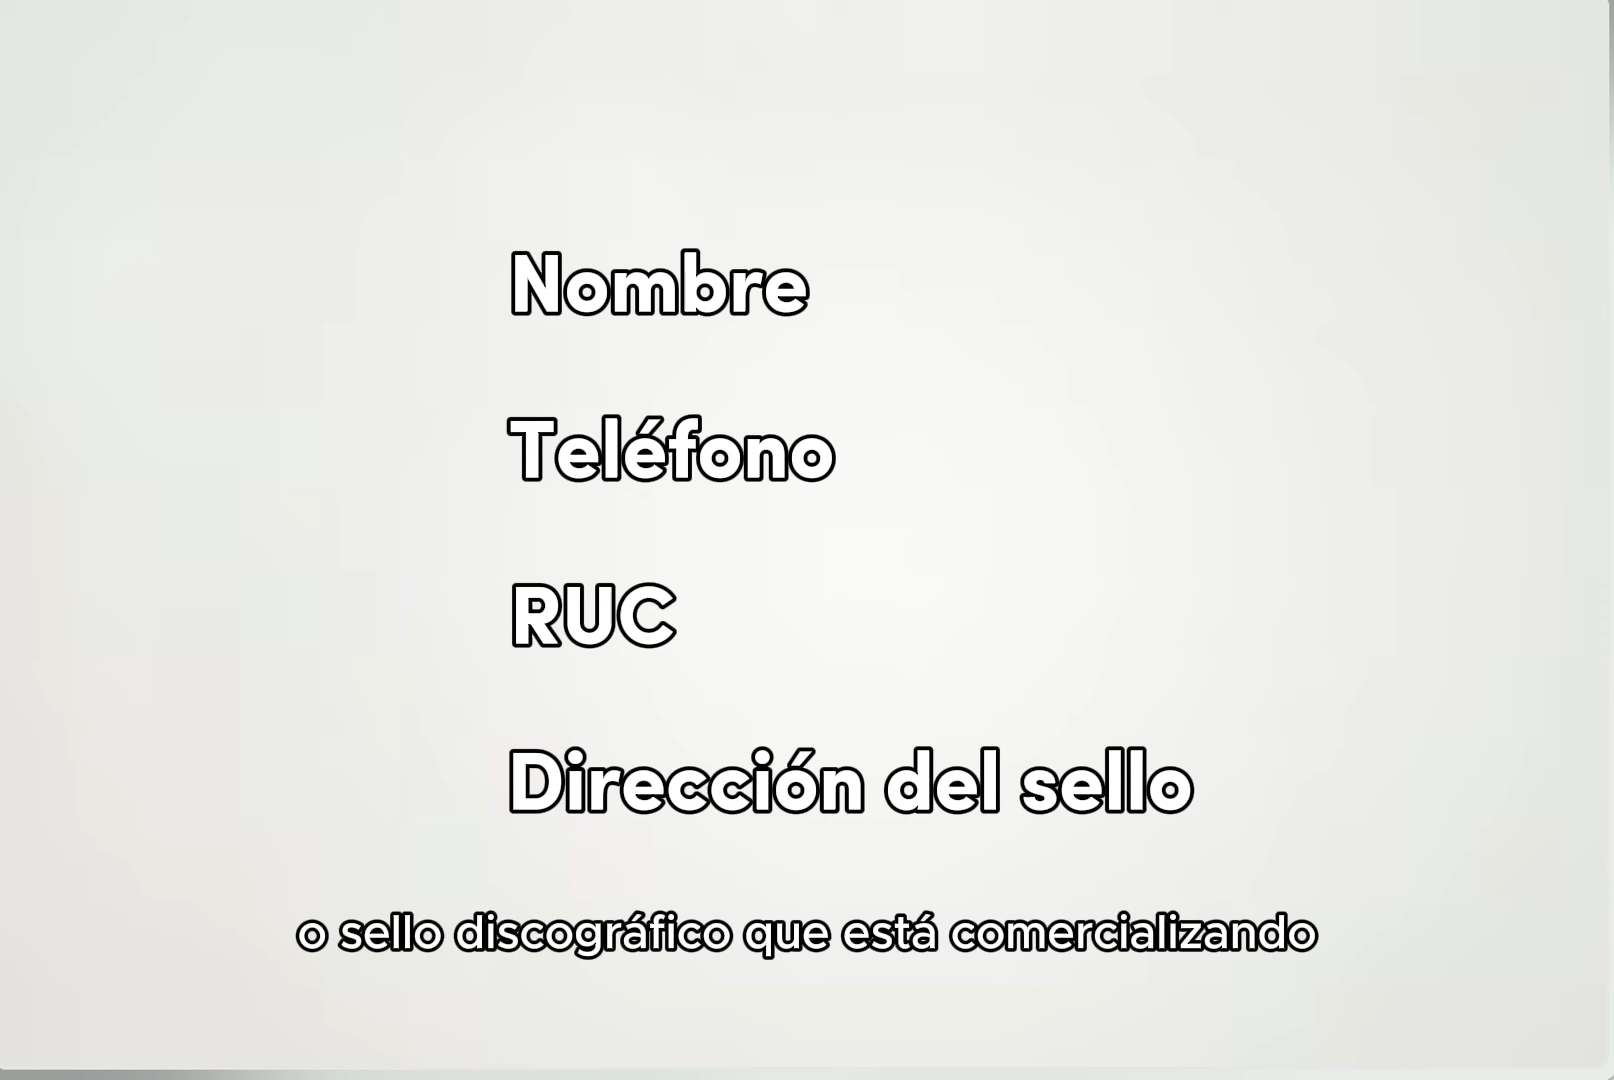 Nombre
Teléfono
RUC
Dirección del sello
o sello discográfico que está comercializando